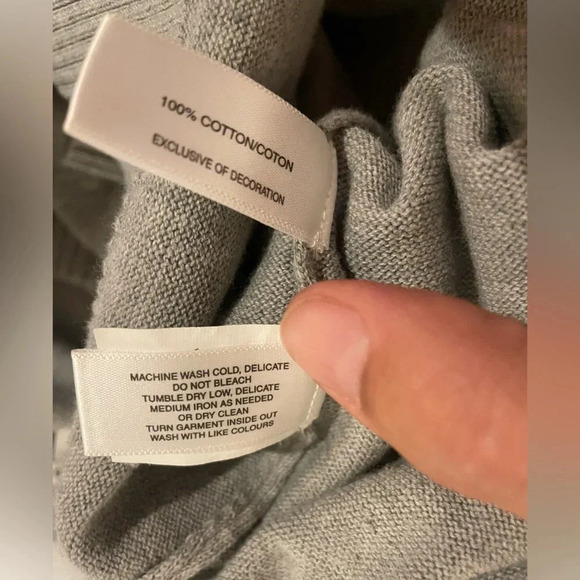 100% COTTON/COTON
EXCLUSIVE OF DECORATION
MACHINE WASH COLD, DELICATE
DO NOT BLEACH
TUMBLE DRY LOW, DELICATE
MEDIUM IRON AS NEEDED
OR DRY CLEAN
TURN GARMENT INSIDE OUT
WASH WITH LIKE COLOURS